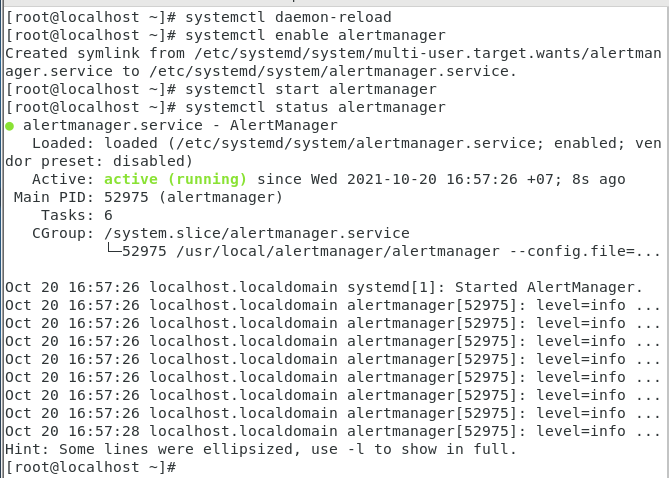 [root@localhost ~]# systemctl daemon-reload
[root@localhost ~]# systemctl enable alertmanager
Created symlink from /etc/systemd/system/multi-user.target.wants/alertman
ager.service to /etc/systemd/system/alertmanager.service.
[root@localhost ~]# systemctl start alertmanager
[root@localhost ~]# systemctl status alertmanager
● alertmanager.service - AlertManager
   Loaded: loaded (/etc/systemd/system/alertmanager.service; enabled; ven
dor preset: disabled)
   Active: active (running) since Wed 2021-10-20 16:57:26 +07; 8s ago
 Main PID: 52975 (alertmanager)
    Tasks: 6
   CGroup: /system.slice/alertmanager.service
           └─52975 /usr/local/alertmanager/alertmanager --config.file=...

Oct 20 16:57:26 localhost.localdomain systemd[1]: Started AlertManager.
Oct 20 16:57:26 localhost.localdomain alertmanager[52975]: level=info ...
Oct 20 16:57:26 localhost.localdomain alertmanager[52975]: level=info ...
Oct 20 16:57:26 localhost.localdomain alertmanager[52975]: level=info ...
Oct 20 16:57:26 localhost.localdomain alertmanager[52975]: level=info ...
Oct 20 16:57:26 localhost.localdomain alertmanager[52975]: level=info ...
Oct 20 16:57:26 localhost.localdomain alertmanager[52975]: level=info ...
Oct 20 16:57:26 localhost.localdomain alertmanager[52975]: level=info ...
Oct 20 16:57:28 localhost.localdomain alertmanager[52975]: level=info ...
Hint: Some lines were ellipsized, use -l to show in full.
[root@localhost ~]#